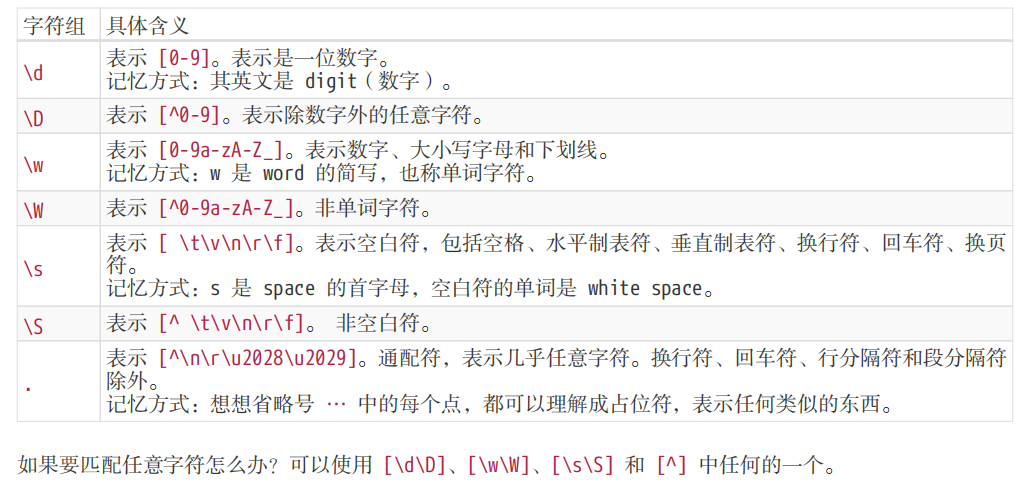 字符组 具体含义
\d
表示 [0-9]。表示是一位数字。
记忆方式：其英文是 digit（数字）。
\D 表示 [^0-9]。表示除数字外的任意字符。
\w
表示 [0-9a-zA-Z_]。表示数字、大小写字母和下划线。
记忆方式：w 是 word 的简写，也称单词字符。
\W 表示 [^0-9a-zA-Z_]。非单词字符。
\s
表示 [ \t\v\n\r\f]。表示空白符，包括空格、水平制表符、垂直制表符、换行符、回车符、换页
符。
记忆方式：s 是 space 的首字母，空白符的单词是 white space。
\S 表示 [^ \t\v\n\r\f]。 非空白符。
.
表示 [^\n\r\u2028\u2029]。通配符，表示几乎任意字符。换行符、回车符、行分隔符和段分隔符
除外。
记忆方式：想想省略号 … 中的每个点，都可以理解成占位符，表示任何类似的东西。
如果要匹配任意字符怎么办？可以使用 [\d\D]、[\w\W]、[\s\S] 和 [^] 中任何的一个。